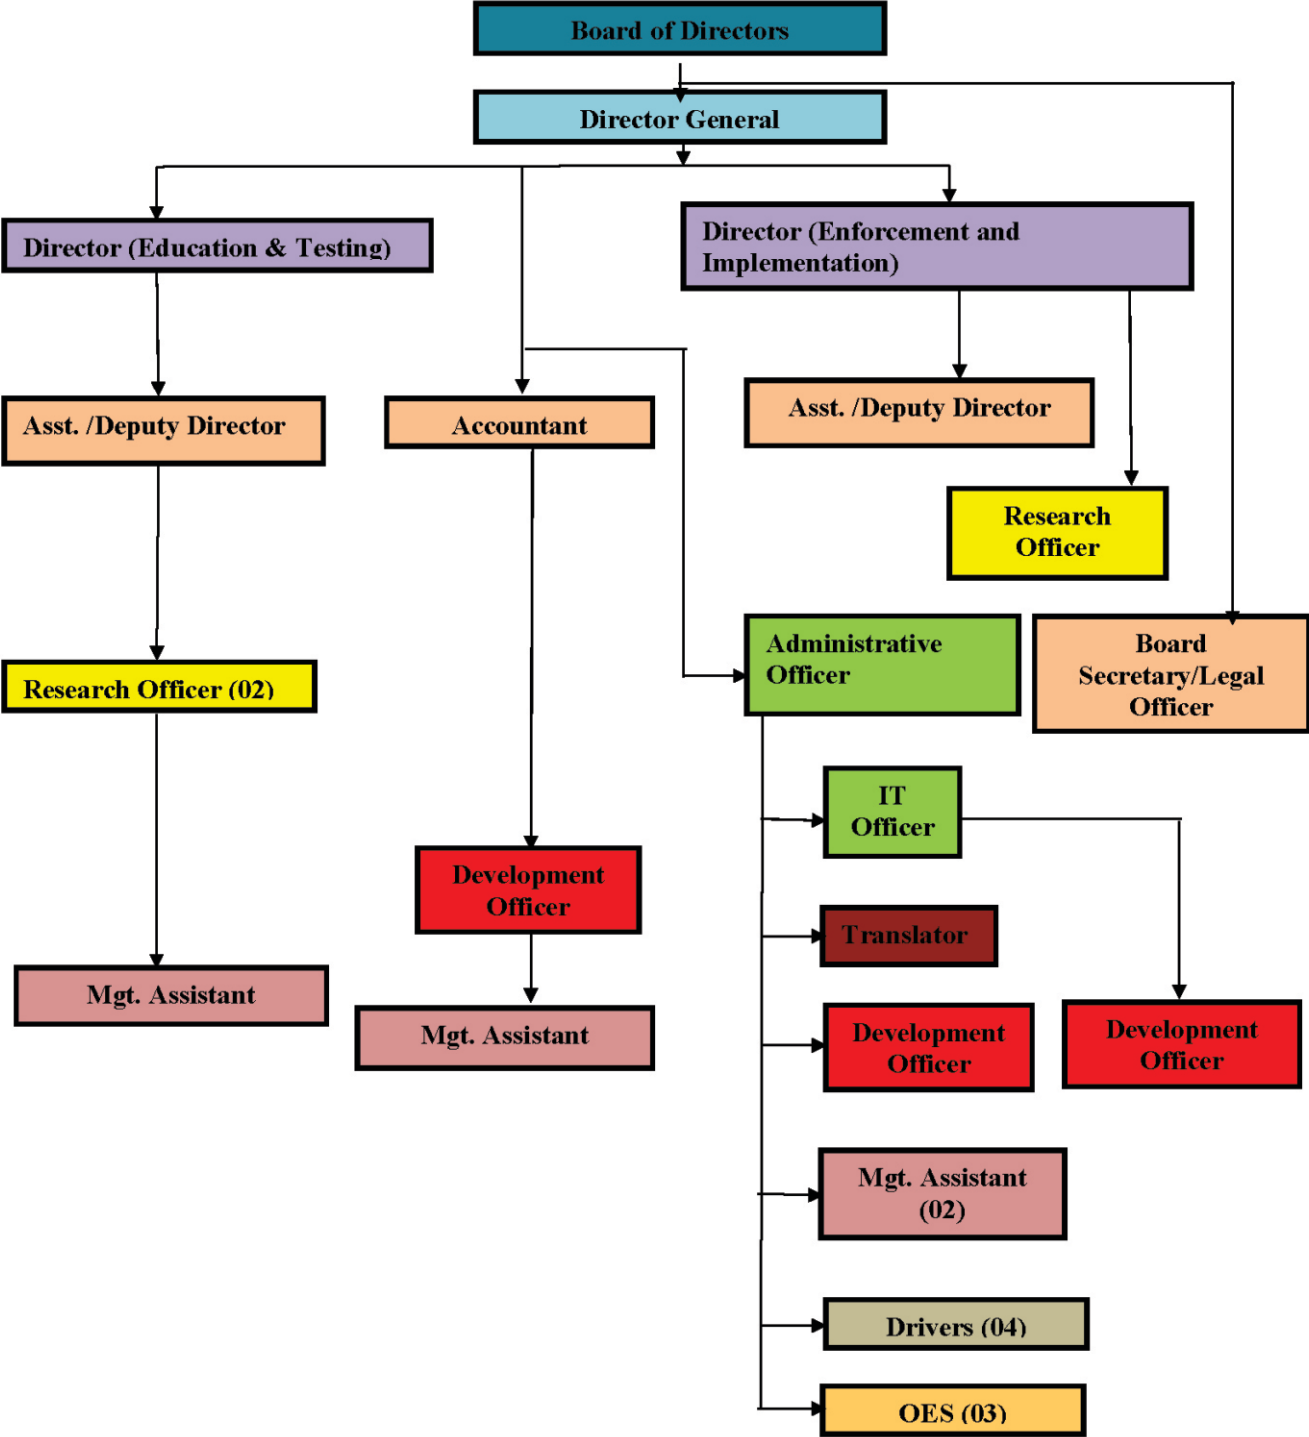 Board of Directors
Director General
Director (Education & Testing)
Director (Enforcement and
Implementation)
Asst. /Deputy Director
Accountant
Asst. /Deputy Director
Research
Officer
Research Officer (02)
Administrative
Officer
Board
Secretary/Legal
Officer
IT
Officer
Development
Officer
Translator
Mgt. Assistant
Mgt. Assistant
Development
Officer
Development
Officer
Mgt. Assistant
(02)
Drivers (04)
OES (03)